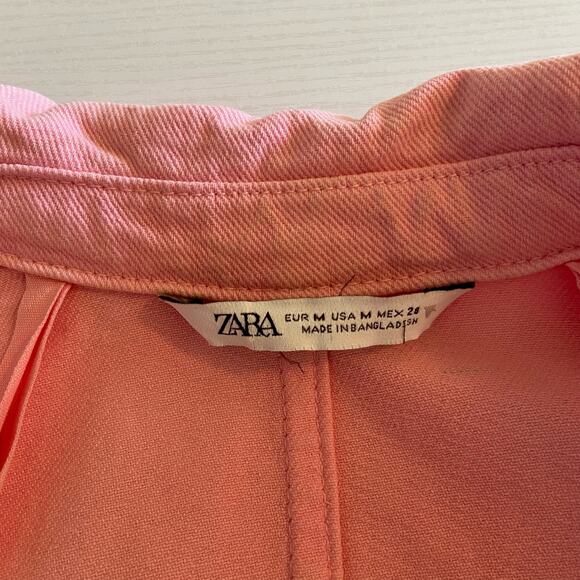 ZARA
EUR M USA M MEX 28
MADE IN BANGLADESH